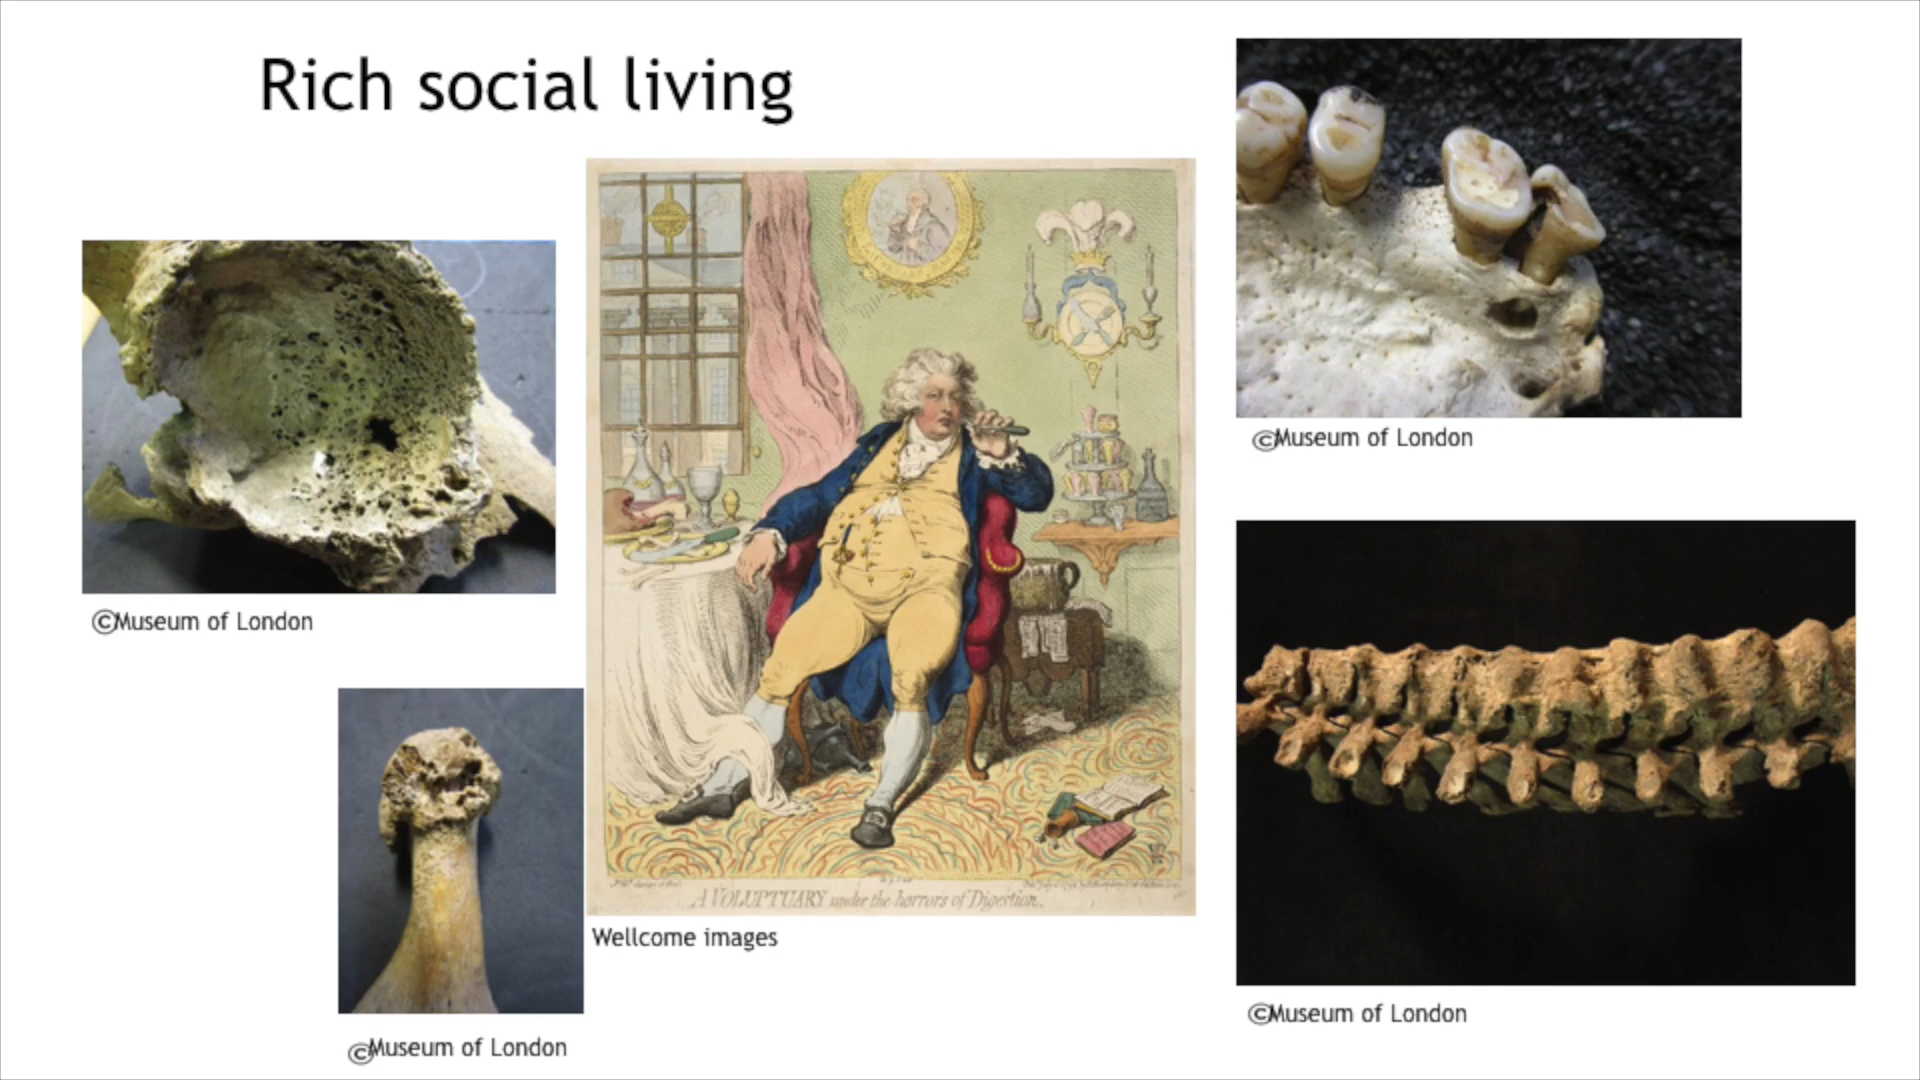 Rich social living
©Museum of London
©Museum of London
A VOLUPTUARY under the horrors of Digestion.
Wellcome images
©Museum of London
©Museum of London